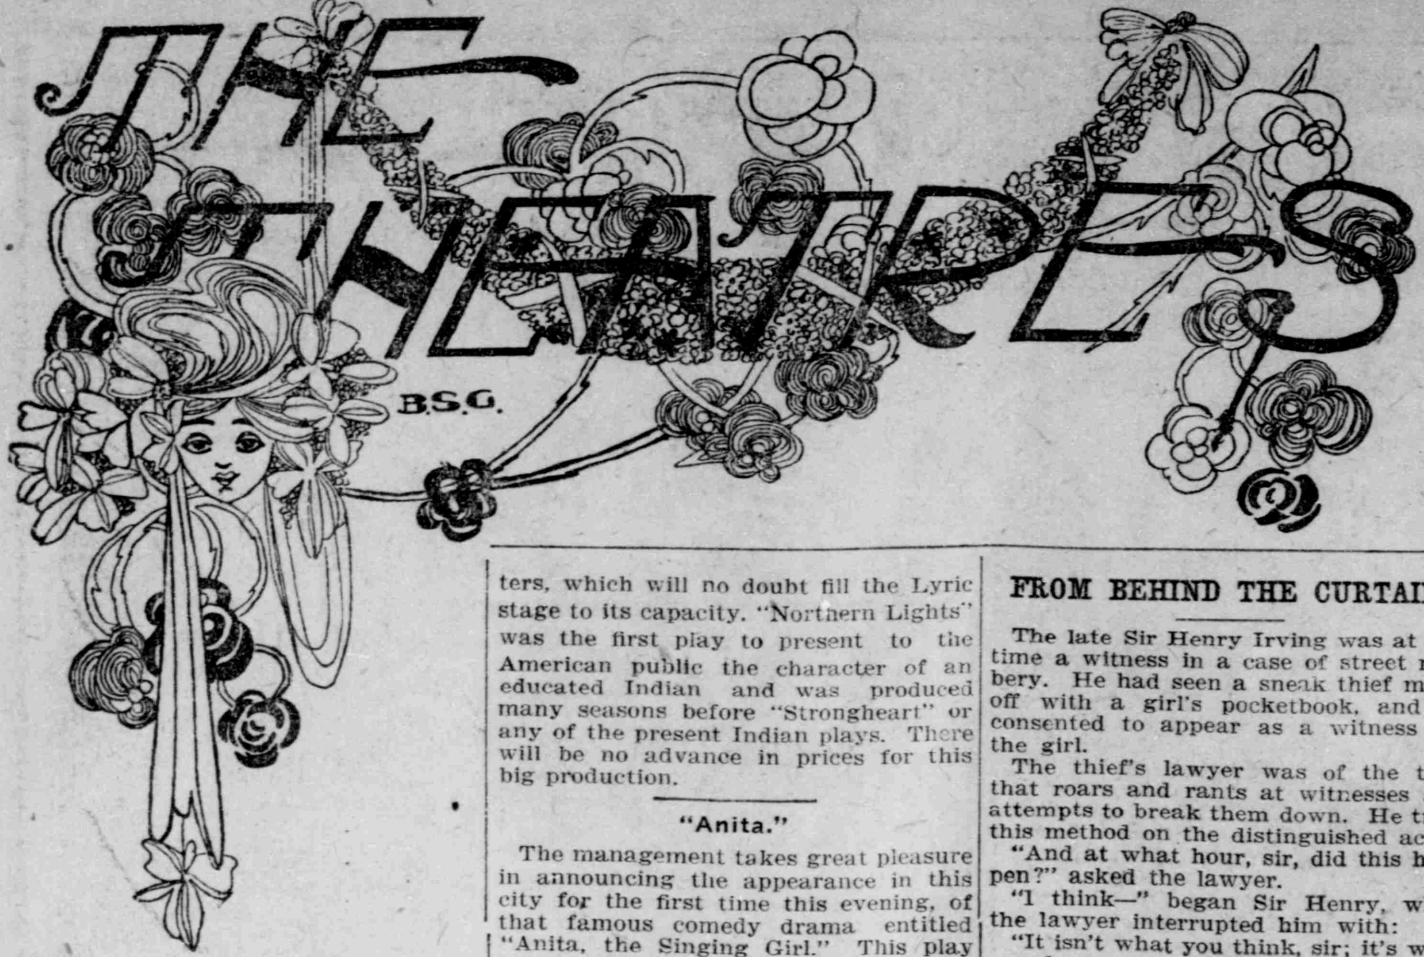 THE
THEATRES
B.S.G.
ters, which will no doubt fill the Lyric
stage to its capacity. "Northern Lights"
was the first play to present to the
American public the character of an
educated Indian and was produced
many seasons before "Strongheart" or
any of the present Indian plays. There
will be no advance in prices for this
big production.
"Anita."
The management takes great pleasure
in announcing the appearance in this
city for the first time this evening, of
that famous comedy drama entitled
"Anita, the Singing Girl." This play
FROM BEHIND THE CURTAI
The late Sir Henry Irving was at
time a witness in a case of street
bery. He had seen a sneak thief m
off with a girl's pocketbook, and
consented to appear as a witness
the girl.
The thief's lawyer was of the t
that roars and rants at witnesses
attempts to break them down. He t
this method on the distinguished ac
"And at what hour, sir, did this h
pen?" asked the lawyer.
"I think—" began Sir Henry, w
the lawyer interrupted him with:
"It isn't what you think, sir; it's w